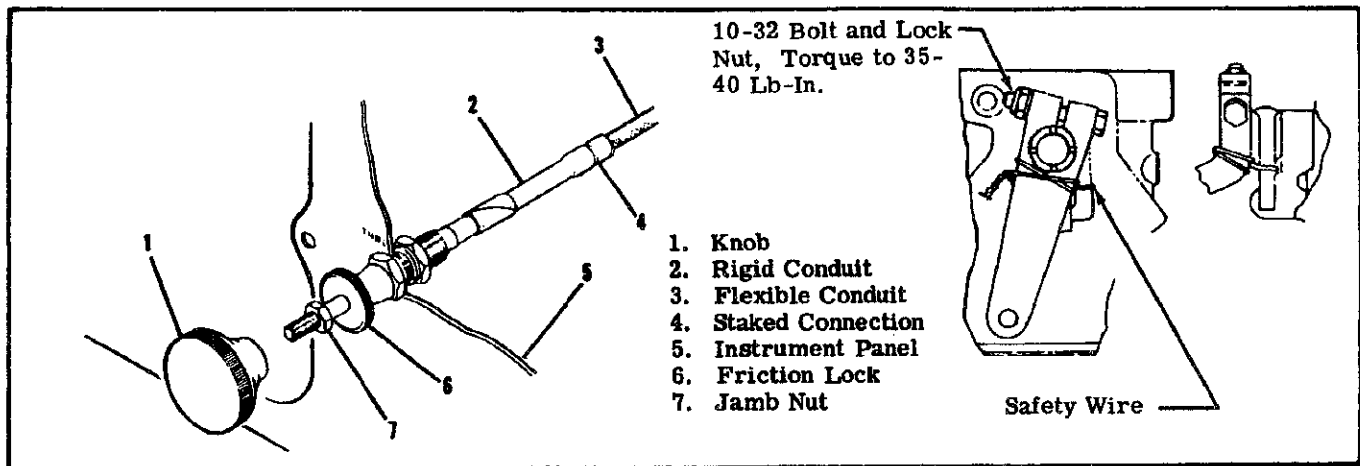 10-32 Bolt and Lock
Nut, Torque to 35-
40 Lb-In.
3
2
4
1
5
6
7
1. Knob
2. Rigid Conduit
3. Flexible Conduit
4. Staked Connection
5. Instrument Panel
6. Friction Lock
7. Jamb Nut
Safety Wire